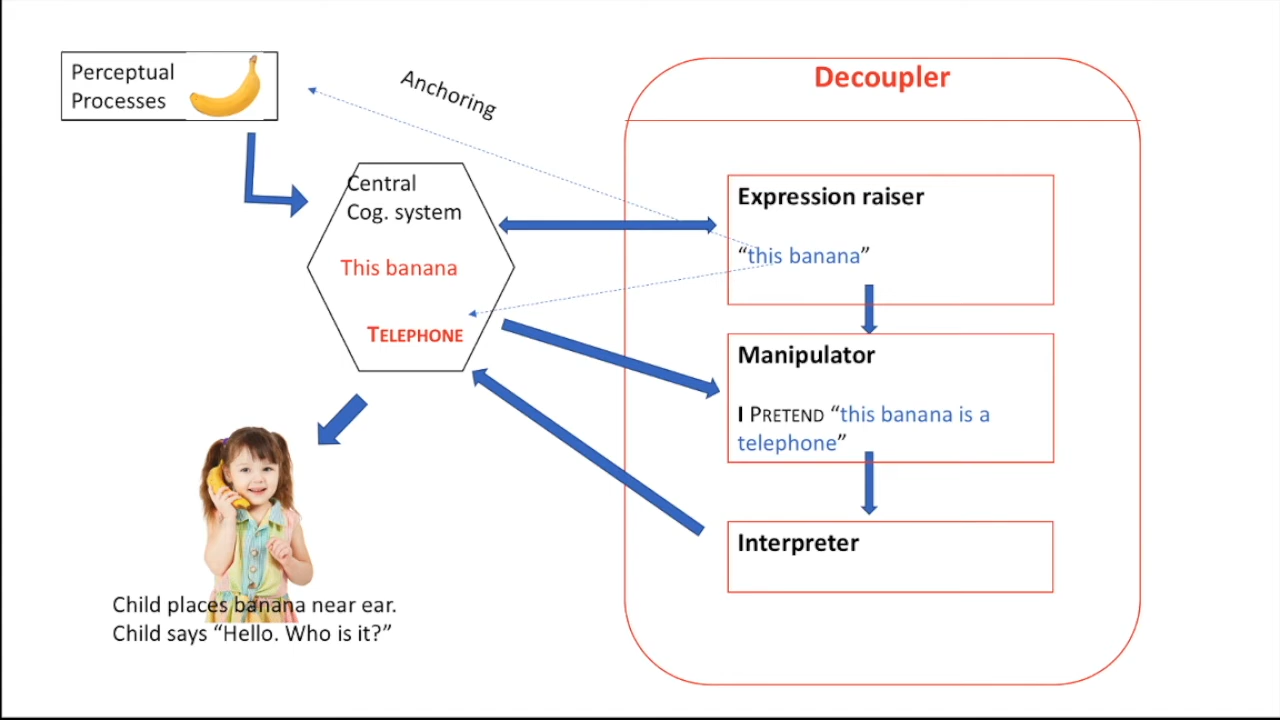 Perceptual
Processes
Anchoring
Decoupler
Central
Cog. system
This banana
TELEPHONE
Expression raiser
“this banana”
Manipulator
I PRETEND “this banana is a
telephone”
Interpreter
Child places banana near ear.
Child says “Hello. Who is it?”